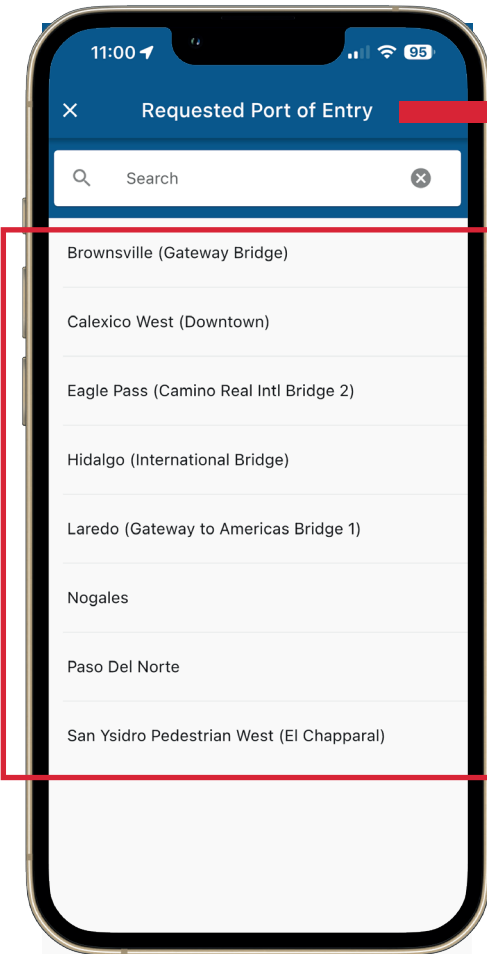 11:00
95
Requested Port of Entry
Search
Brownsville (Gateway Bridge)
Calexico West (Downtown)
Eagle Pass (Camino Real Intl Bridge 2)
Hidalgo (International Bridge)
Laredo (Gateway to Americas Bridge 1)
Nogales
Paso Del Norte
San Ysidro Pedestrian West (El Chapparal)